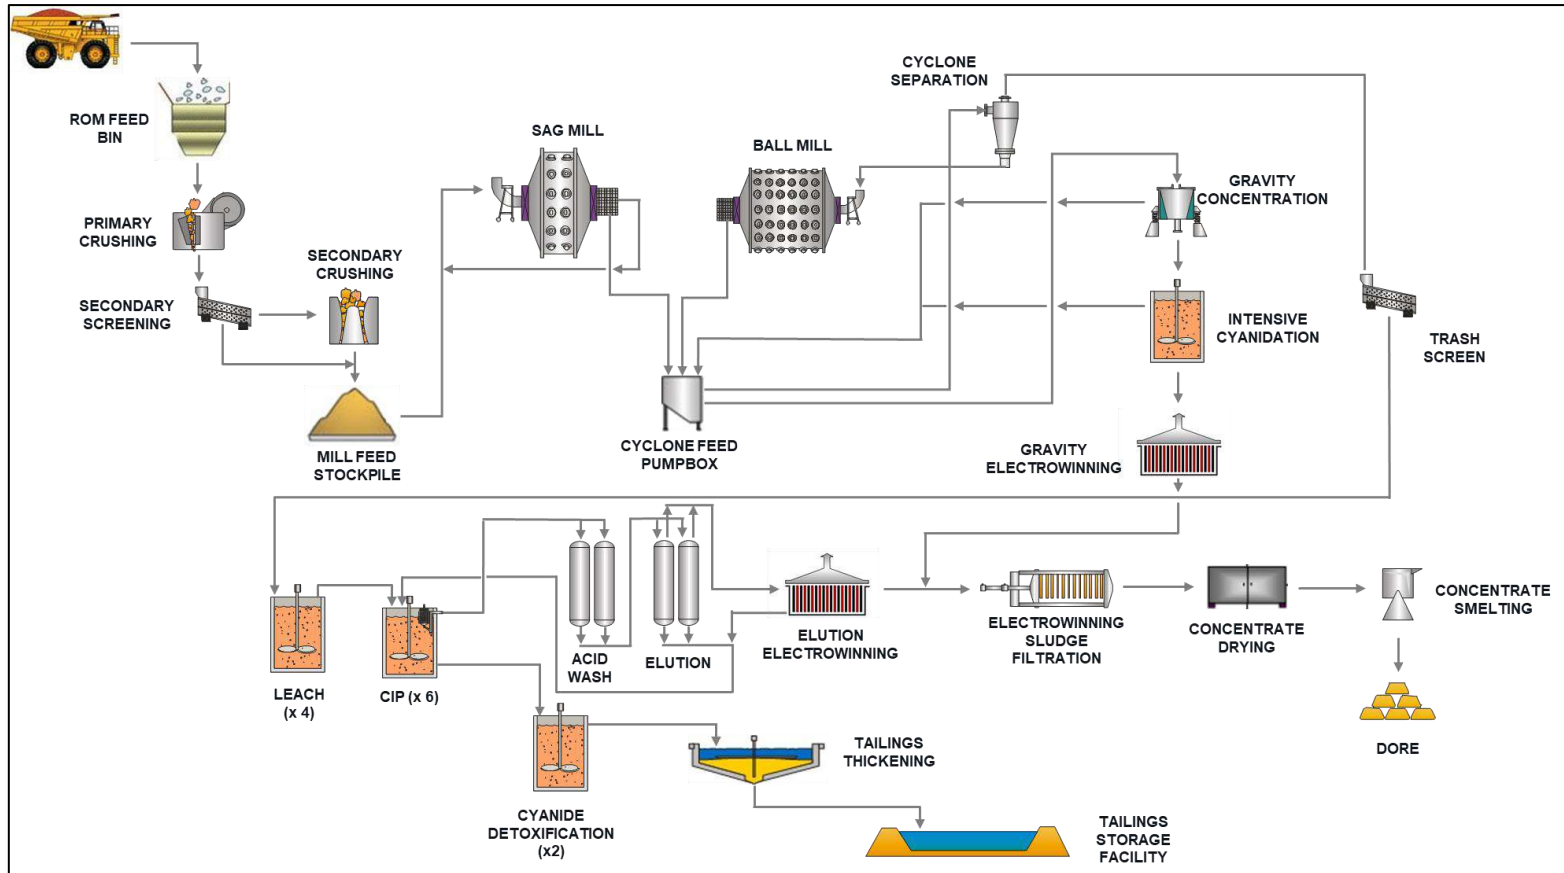 CYCLONE
SEPARATION
ROM FEED
BIN
SAG MILL
BALL MILL
GRAVITY
CONCENTRATION
PRIMARY
CRUSHING
SECONDARY
CRUSHING
SECONDARY
SCREENING
INTENSIVE
CYANIDATION
TRASH
SCREEN
MILL FEED
STOCKPILE
CYCLONE FEED
PUMPBOX
GRAVITY
ELECTROWINNING
LEACH
(x 4)
CIP (x 6)
ACID
WASH
ELUTION
ELUTION
ELECTROWINNING
ELECTROWINNING
SLUDGE
FILTRATION
CONCENTRATE
DRYING
CONCENTRATE
SMELTING
DORE
CYANIDE
DETOXIFICATION
(x2)
TAILINGS
THICKENING
TAILINGS
STORAGE
FACILITY